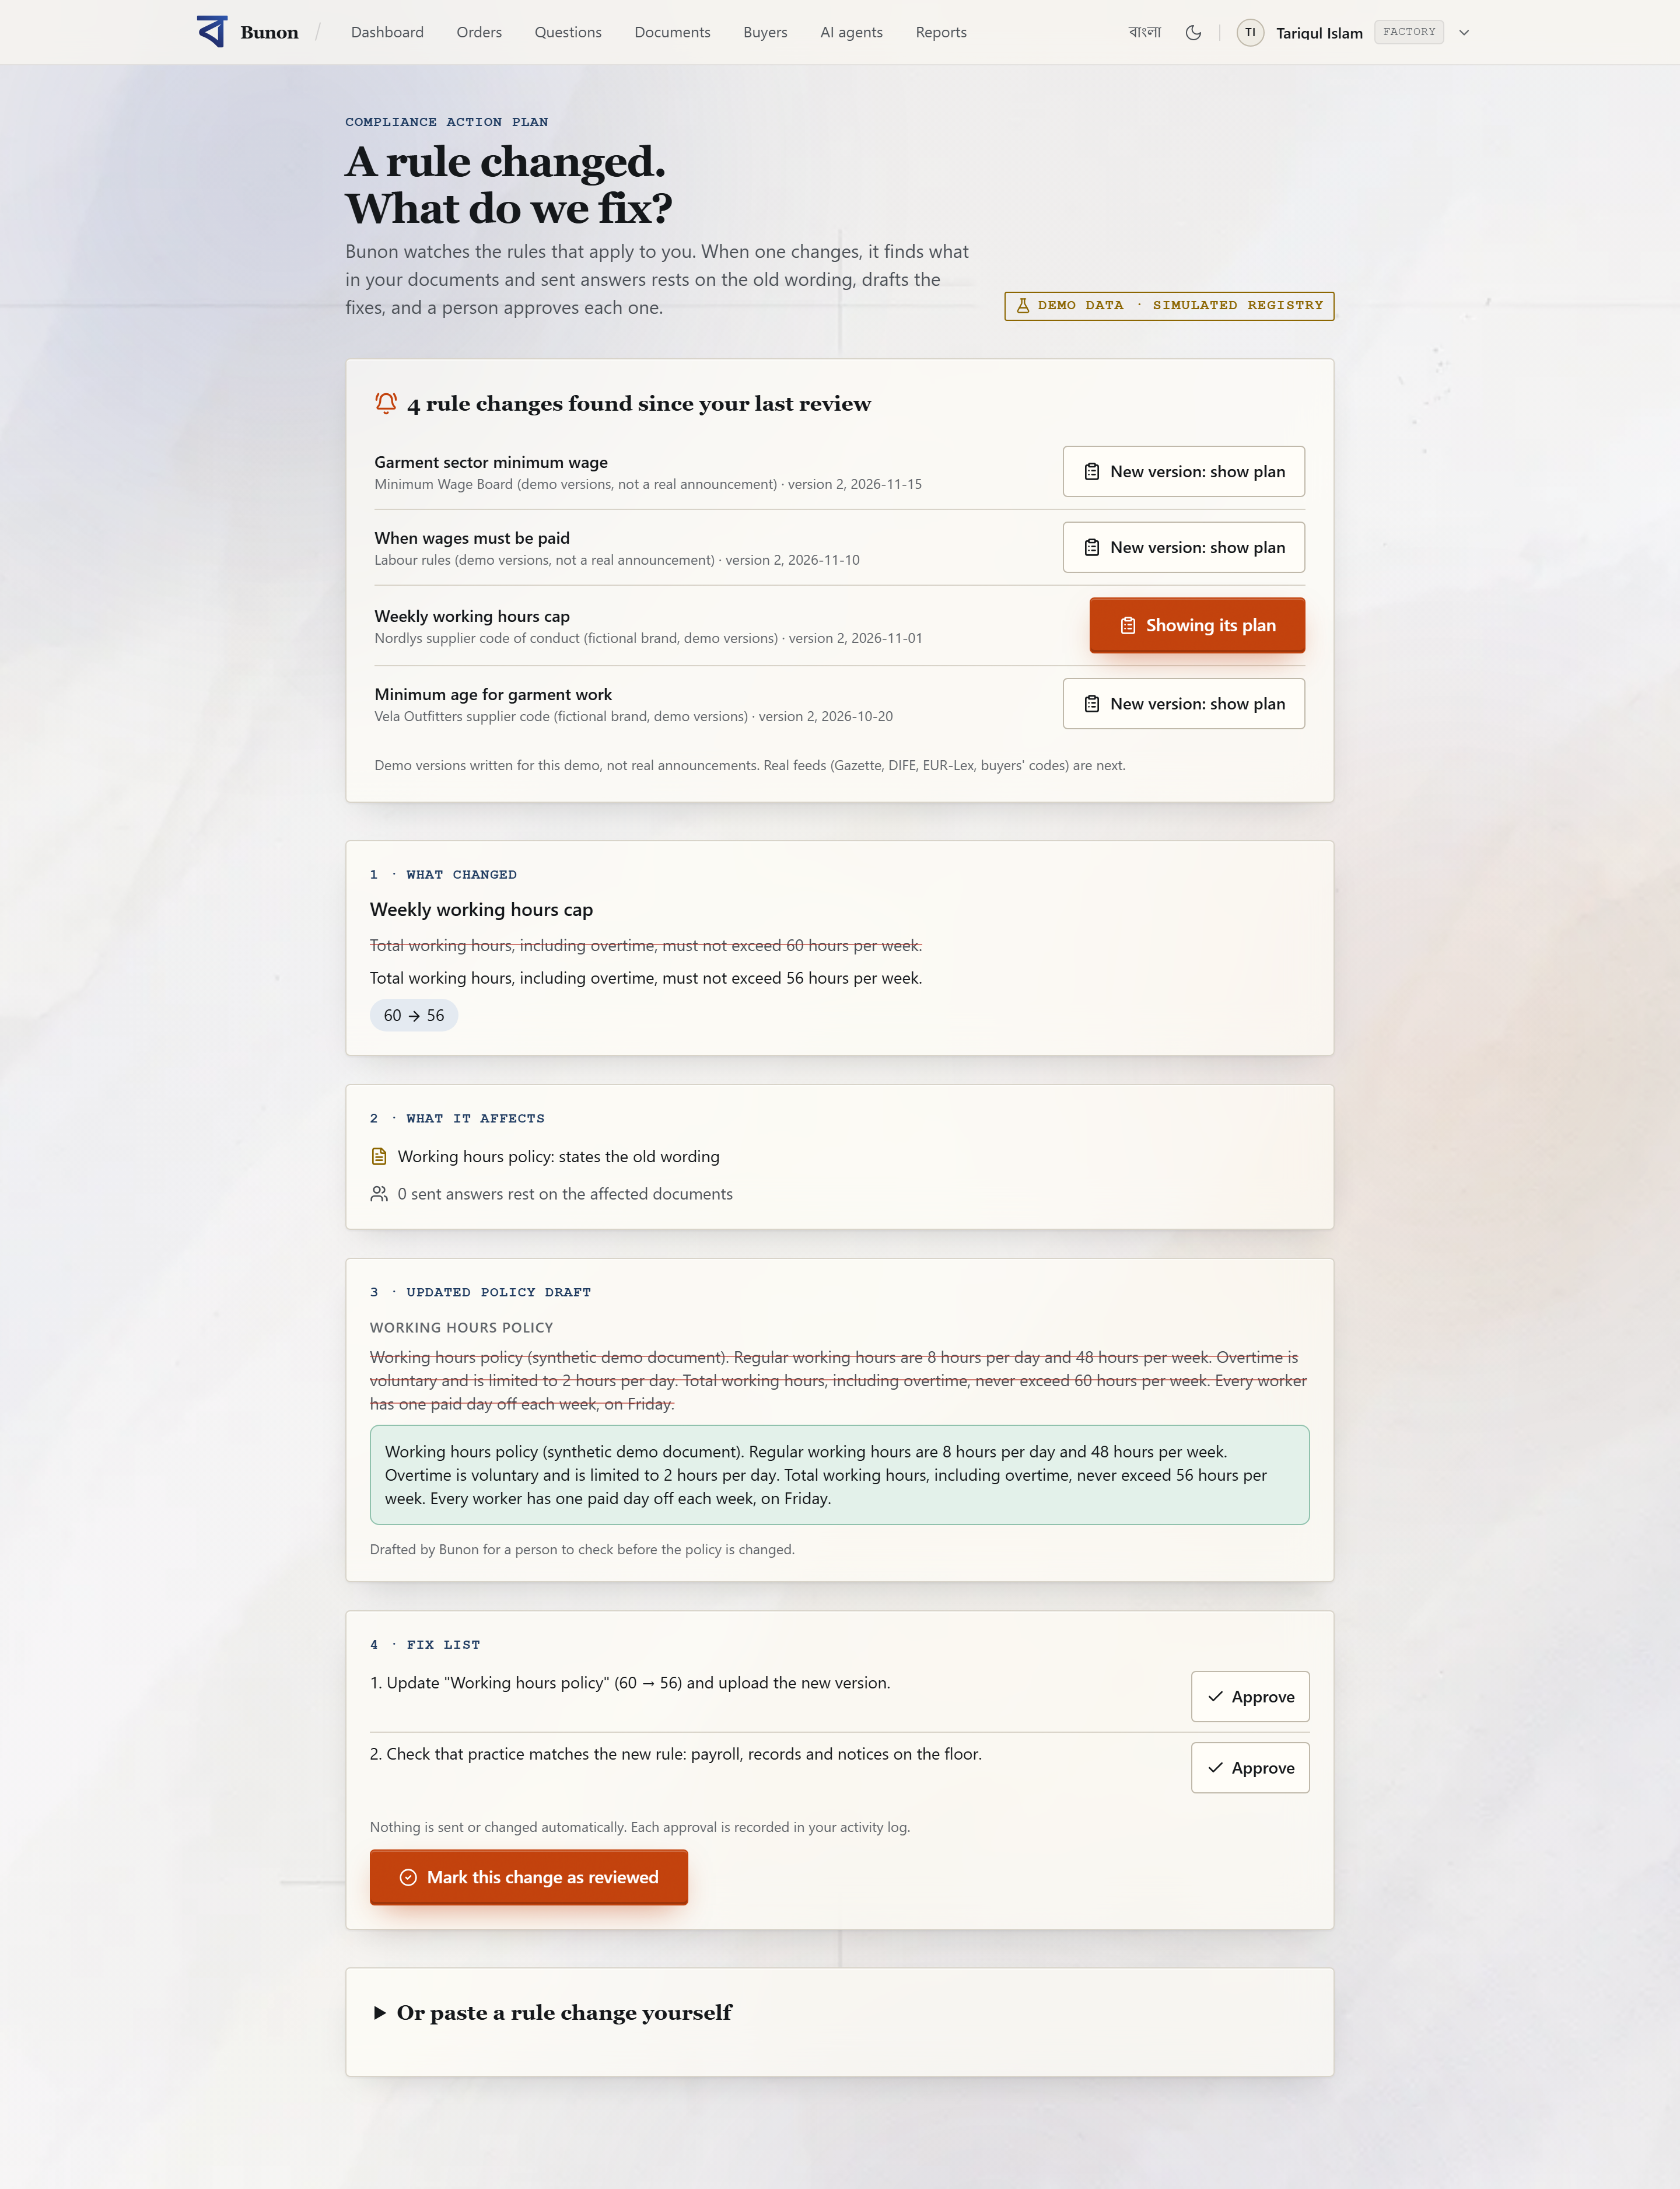 Bunon / Dashboard Orders Questions Documents Buyers AI agents Reports বাংলা TI Tariqul Islam FACTORY
COMPLIANCE ACTION PLAN
A rule changed.
What do we fix?
Bunon watches the rules that apply to you. When one changes, it finds what
in your documents and sent answers rests on the old wording, drafts the
fixes, and a person approves each one.
DEMO DATA · SIMULATED REGISTRY
4 rule changes found since your last review
Garment sector minimum wage
Minimum Wage Board (demo versions, not a real announcement) · version 2, 2026-11-15
New version: show plan
When wages must be paid
Labour rules (demo versions, not a real announcement) · version 2, 2026-11-10
New version: show plan
Weekly working hours cap
Nordlys supplier code of conduct (fictional brand, demo versions) · version 2, 2026-11-01
Showing its plan
Minimum age for garment work
Vela Outfitters supplier code (fictional brand, demo versions) · version 2, 2026-10-20
New version: show plan
Demo versions written for this demo, not real announcements. Real feeds (Gazette, DIFE, EUR-Lex, buyers' codes) are next.
1 · WHAT CHANGED
Weekly working hours cap
Total working hours, including overtime, must not exceed 60 hours per week.
Total working hours, including overtime, must not exceed 56 hours per week.
60 → 56
2 · WHAT IT AFFECTS
Working hours policy: states the old wording
0 sent answers rest on the affected documents
3 · UPDATED POLICY DRAFT
WORKING HOURS POLICY
Working hours policy (synthetic demo document). Regular working hours are 8 hours per day and 48 hours per week. Overtime is
voluntary and is limited to 2 hours per day. Total working hours, including overtime, never exceed 60 hours per week. Every worker
has one paid day off each week, on Friday.
Working hours policy (synthetic demo document). Regular working hours are 8 hours per day and 48 hours per week.
Overtime is voluntary and is limited to 2 hours per day. Total working hours, including overtime, never exceed 56 hours per
week. Every worker has one paid day off each week, on Friday.
Drafted by Bunon for a person to check before the policy is changed.
4 · FIX LIST
1. Update "Working hours policy" (60 → 56) and upload the new version.
Approve
2. Check that practice matches the new rule: payroll, records and notices on the floor.
Approve
Nothing is sent or changed automatically. Each approval is recorded in your activity log.
Mark this change as reviewed
Or paste a rule change yourself